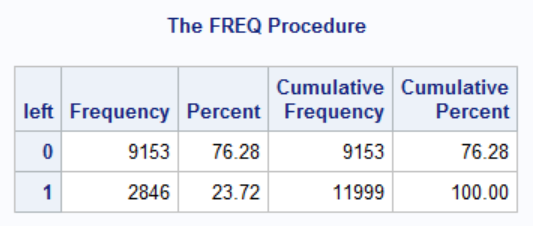 The FREQ Procedure
left Frequency Percent Cumulative Frequency Cumulative Percent
0 9153 76.28 9153 76.28
1 2846 23.72 11999 100.00